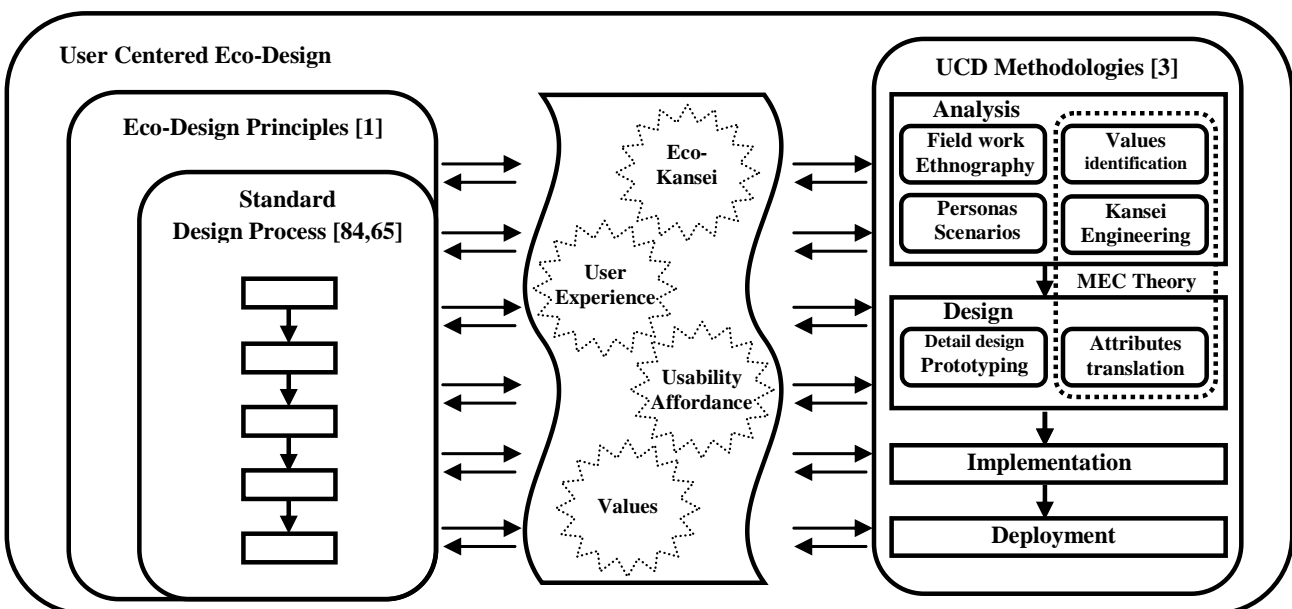 User Centered Eco-Design
Eco-Design Principles [1]
Standard
Design Process [84,65]
Eco-
Kansei
User
Experience
Usability
Affordance
Values
UCD Methodologies [3]
Analysis
Field work
Ethnography
Values
identification
Personas
Scenarios
Kansei
Engineering
MEC Theory
Design
Detail design
Prototyping
Attributes
translation
Implementation
Deployment